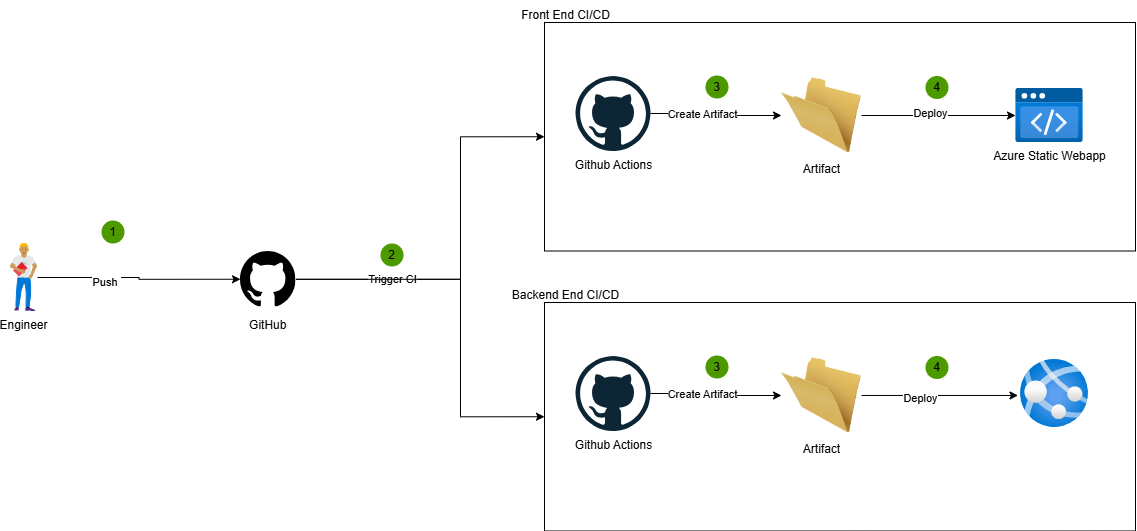 Front End CI/CD
3
4
Create Artifact
Deploy
Github Actions
Artifact
Azure Static Webapp
1
2
Push
Trigger CI
Engineer
GitHub
Backend End CI/CD
3
4
Create Artifact
Deploy
Github Actions
Artifact